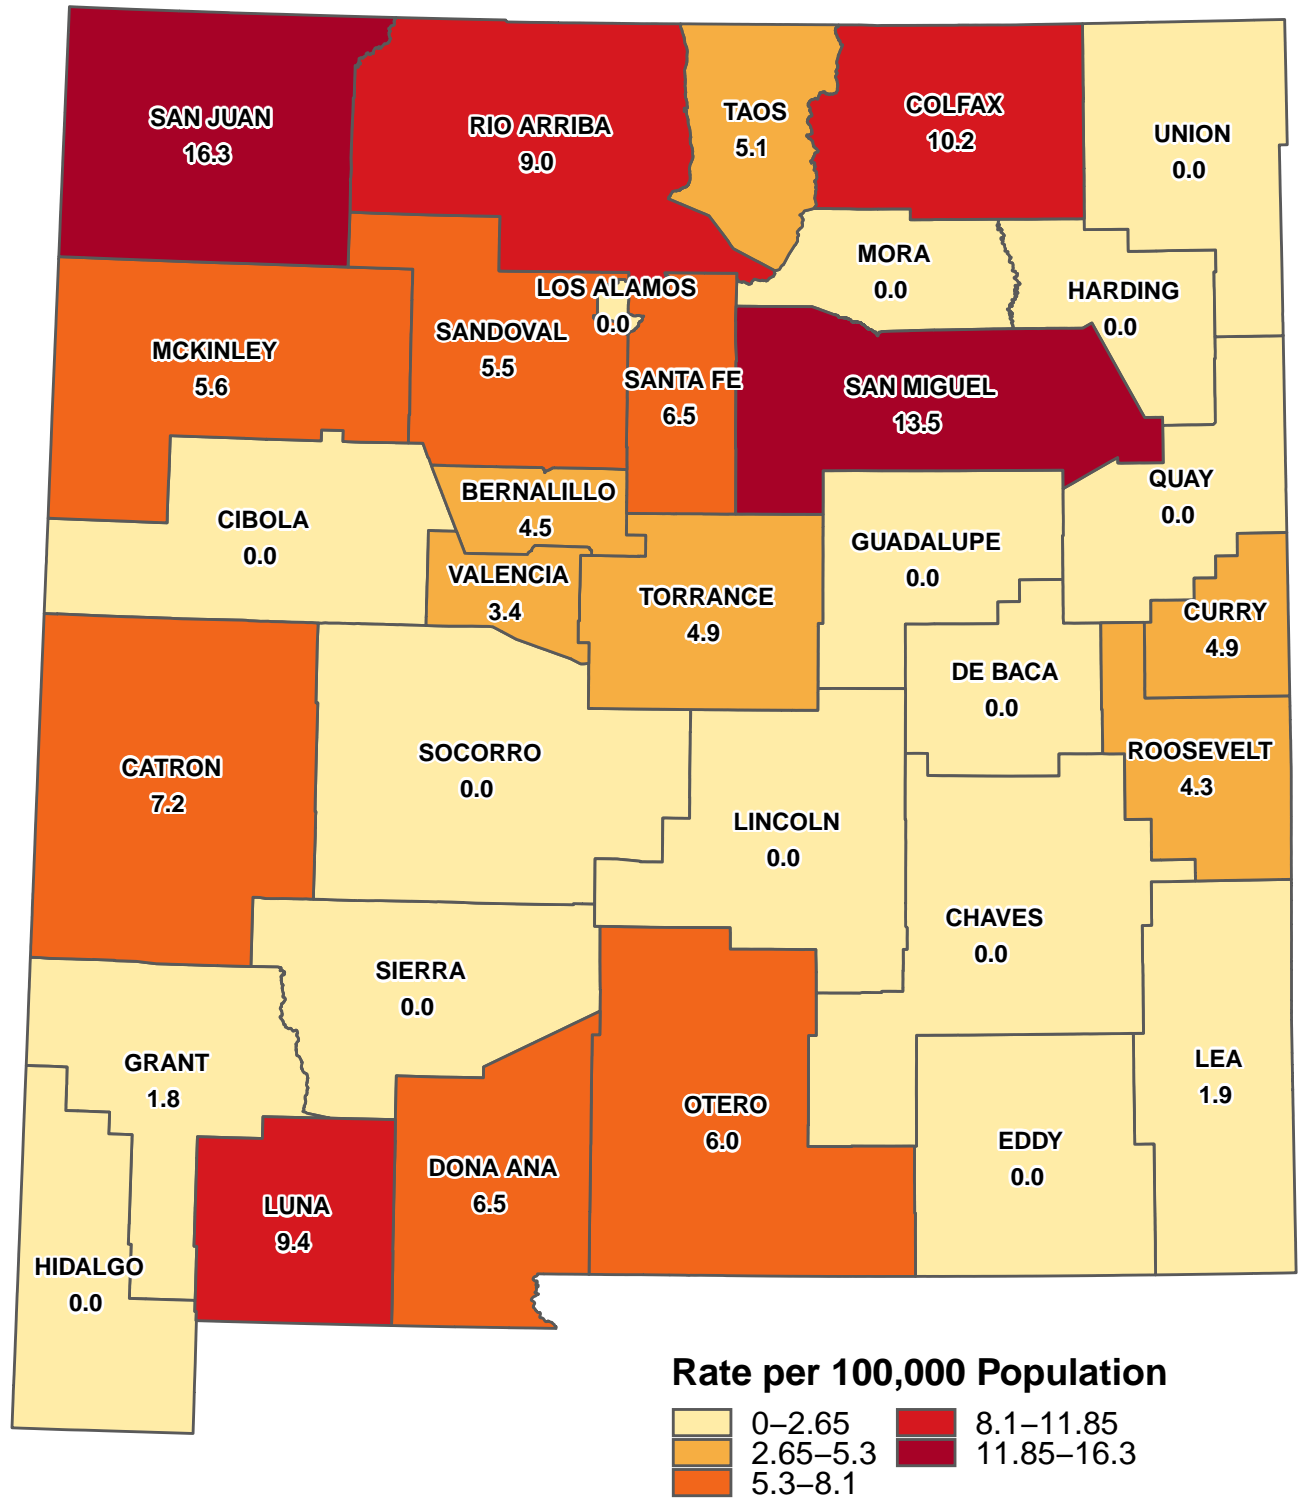 SAN JUAN
16.3
RIO ARRIBA
9.0
TAOS
5.1
COLFAX
10.2
UNION
0.0
MORA
0.0
HARDING
0.0
LOS ALAMOS
0.0
SANDOVAL
5.5
MCKINLEY
5.6
SANTA FE
6.5
SAN MIGUEL
13.5
QUAY
0.0
BERNALILLO
4.5
CIBOLA
0.0
GUADALUPE
0.0
VALENCIA
3.4
TORRANCE
4.9
CURRY
4.9
DE BACA
0.0
ROOSEVELT
4.3
CATRON
7.2
SOCORRO
0.0
LINCOLN
0.0
CHAVES
0.0
SIERRA
0.0
GRANT
1.8
LEA
1.9
OTERO
6.0
EDDY
0.0
DONA ANA
6.5
LUNA
9.4
HIDALGO
0.0
Rate per 100,000 Population
0–2.65
2.65–5.3
5.3–8.1
8.1–11.85
11.85–16.3